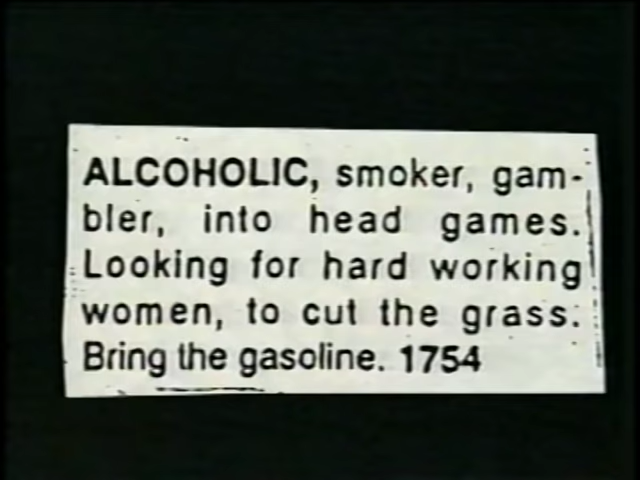 ALCOHOLIC, smoker, gam-
bler, into head games.
Looking for hard working
women, to cut the grass.
Bring the gasoline. 1754